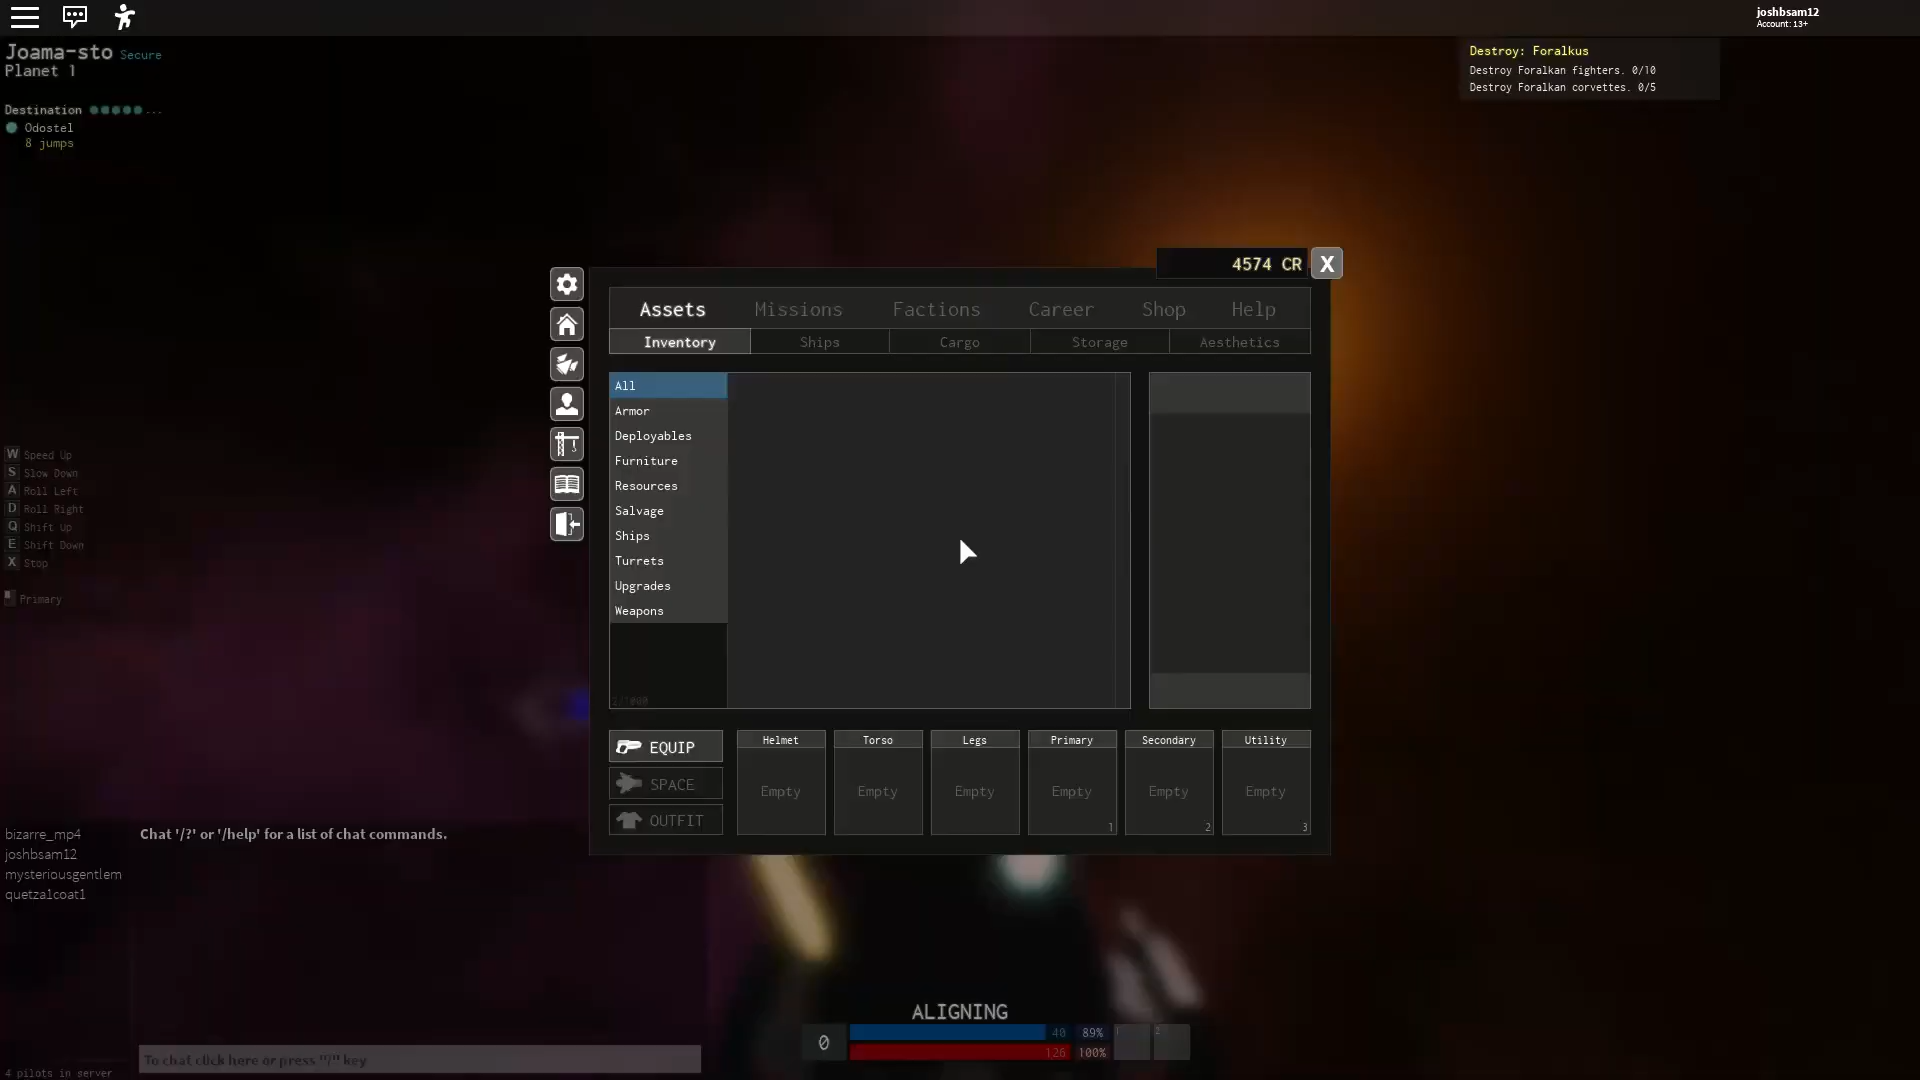 joshbsam12
Account: 13+
Joama-sto Secure
Planet 1
Destination
Odostel
8 jumps
Destroy: Foralkus
Destroy Foralkan fighters. 0/10
Destroy Foralkan corvettes. 0/5
4574 CR
X
Assets Missions Factions Career Shop Help
Inventory Ships Cargo Storage Aesthetics
All
Armor
Deployables
Furniture
Resources
Salvage
Ships
Turrets
Upgrades
Weapons
W Speed Up
S Slow Down
A Roll Left
D Roll Right
Q Shift Up
E Shift Down
X Stop
Primary
EQUIP
SPACE
OUTFIT
Helmet Torso Legs Primary Secondary Utility
Empty Empty Empty Empty Empty Empty
1 2 3
bizarre_mp4
joshbsam12
mysteriousgentlem
quetzalcoat1
Chat '/?' or '/help' for a list of chat commands.
To chat click here or press "/" key
4 pilots in server
ALIGNING
0
40 89%
126 100%